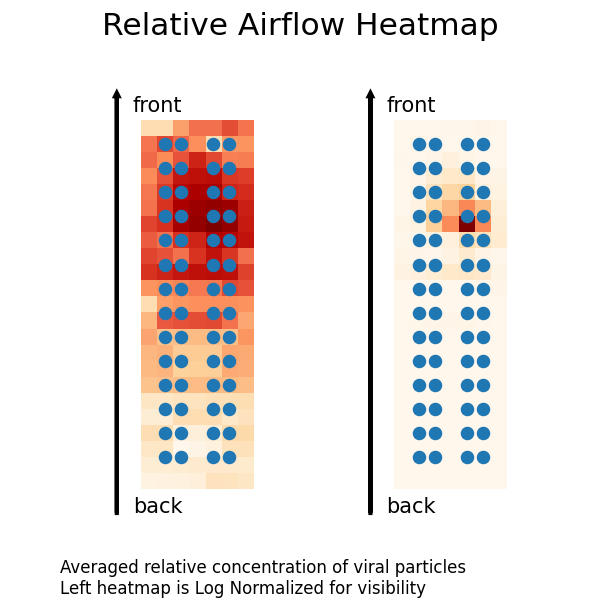 Relative Airflow Heatmap
front
front
back
back
Averaged relative concentration of viral particles
Left heatmap is Log Normalized for visibility